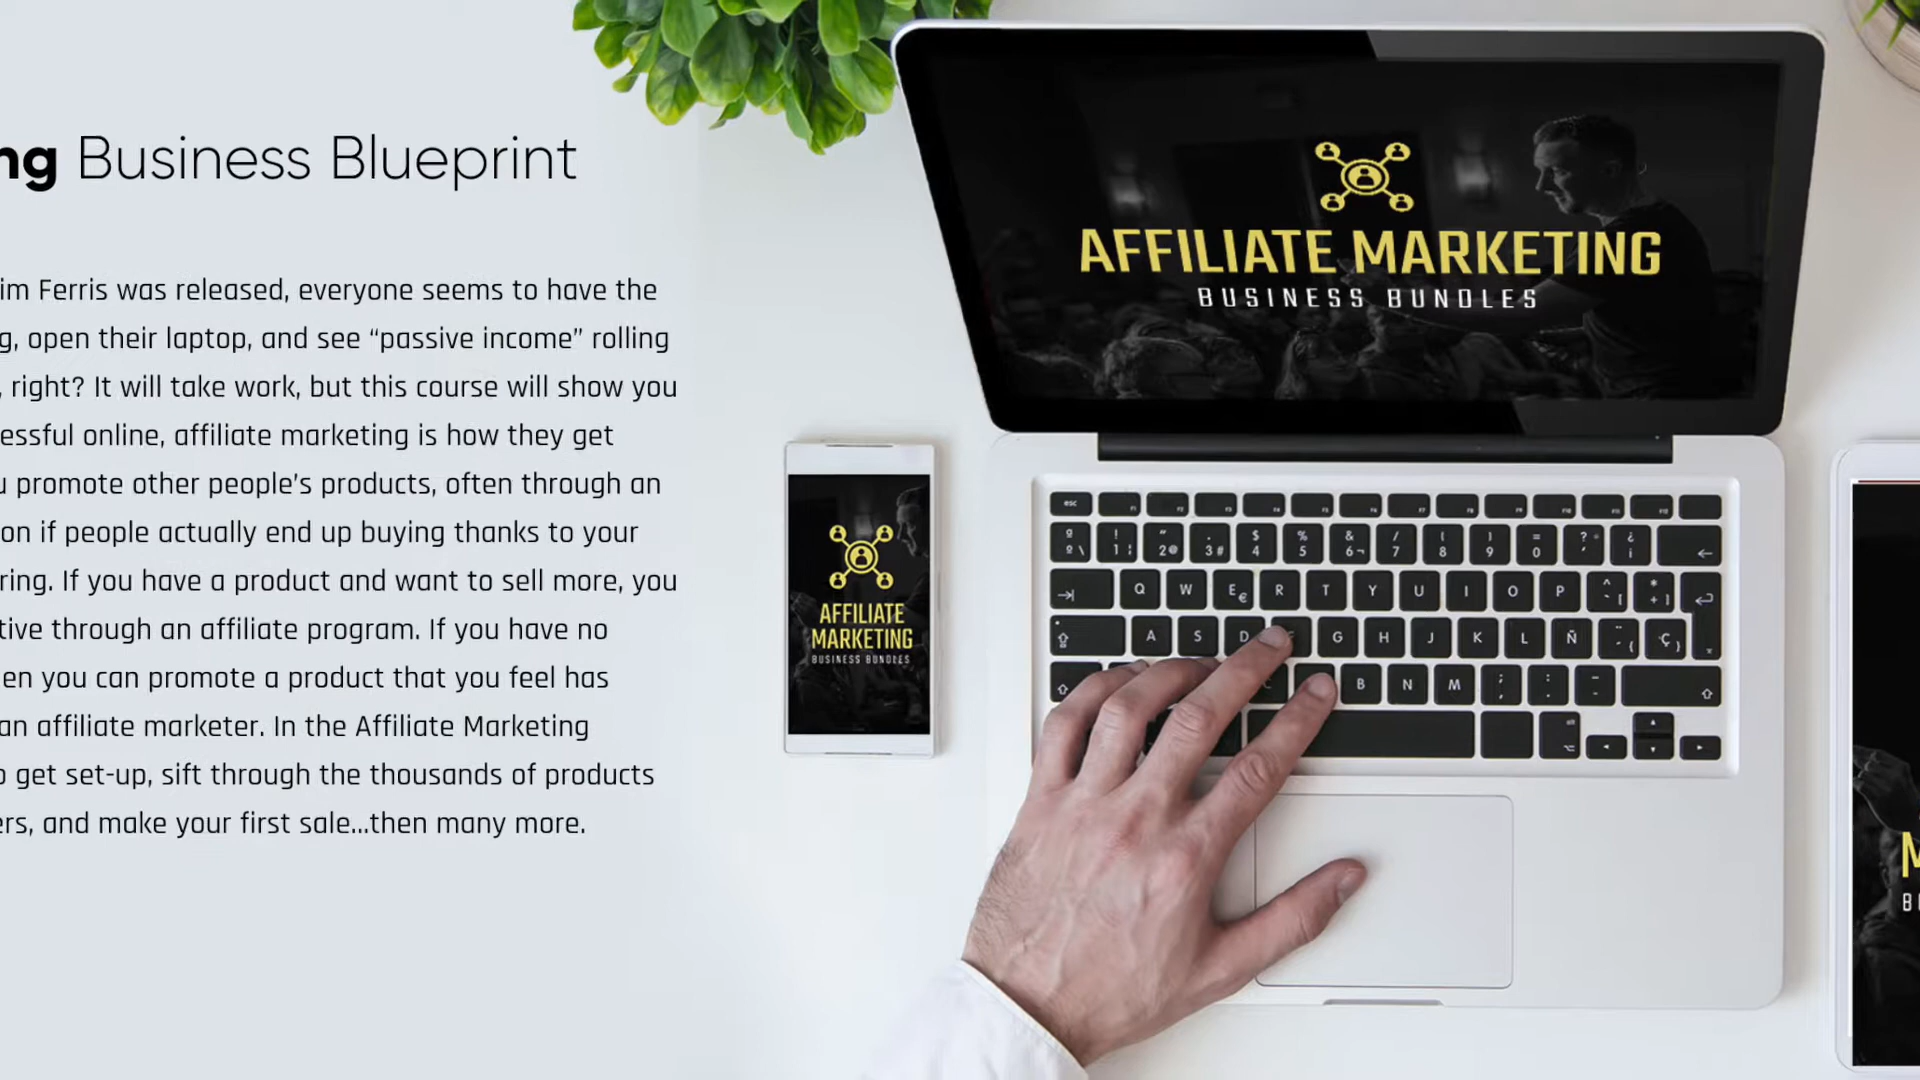 ng Business Blueprint
im Ferris was released, everyone seems to have the
g, open their laptop, and see “passive income” rolling
, right? It will take work, but this course will show you
essful online, affiliate marketing is how they get
u promote other people’s products, often through an
on if people actually end up buying thanks to your
ring. If you have a product and want to sell more, you
tive through an affiliate program. If you have no
en you can promote a product that you feel has
an affiliate marketer. In the Affiliate Marketing
o get set-up, sift through the thousands of products
ers, and make your first sale...then many more.
AFFILIATE MARKETING
BUSINESS BUNDLES
AFFILIATE
MARKETING
BUSINESS BUNDLES
esc
Q W E € R T Y U I O P
A S D G H J K L Ñ Ç
B N M
M
B